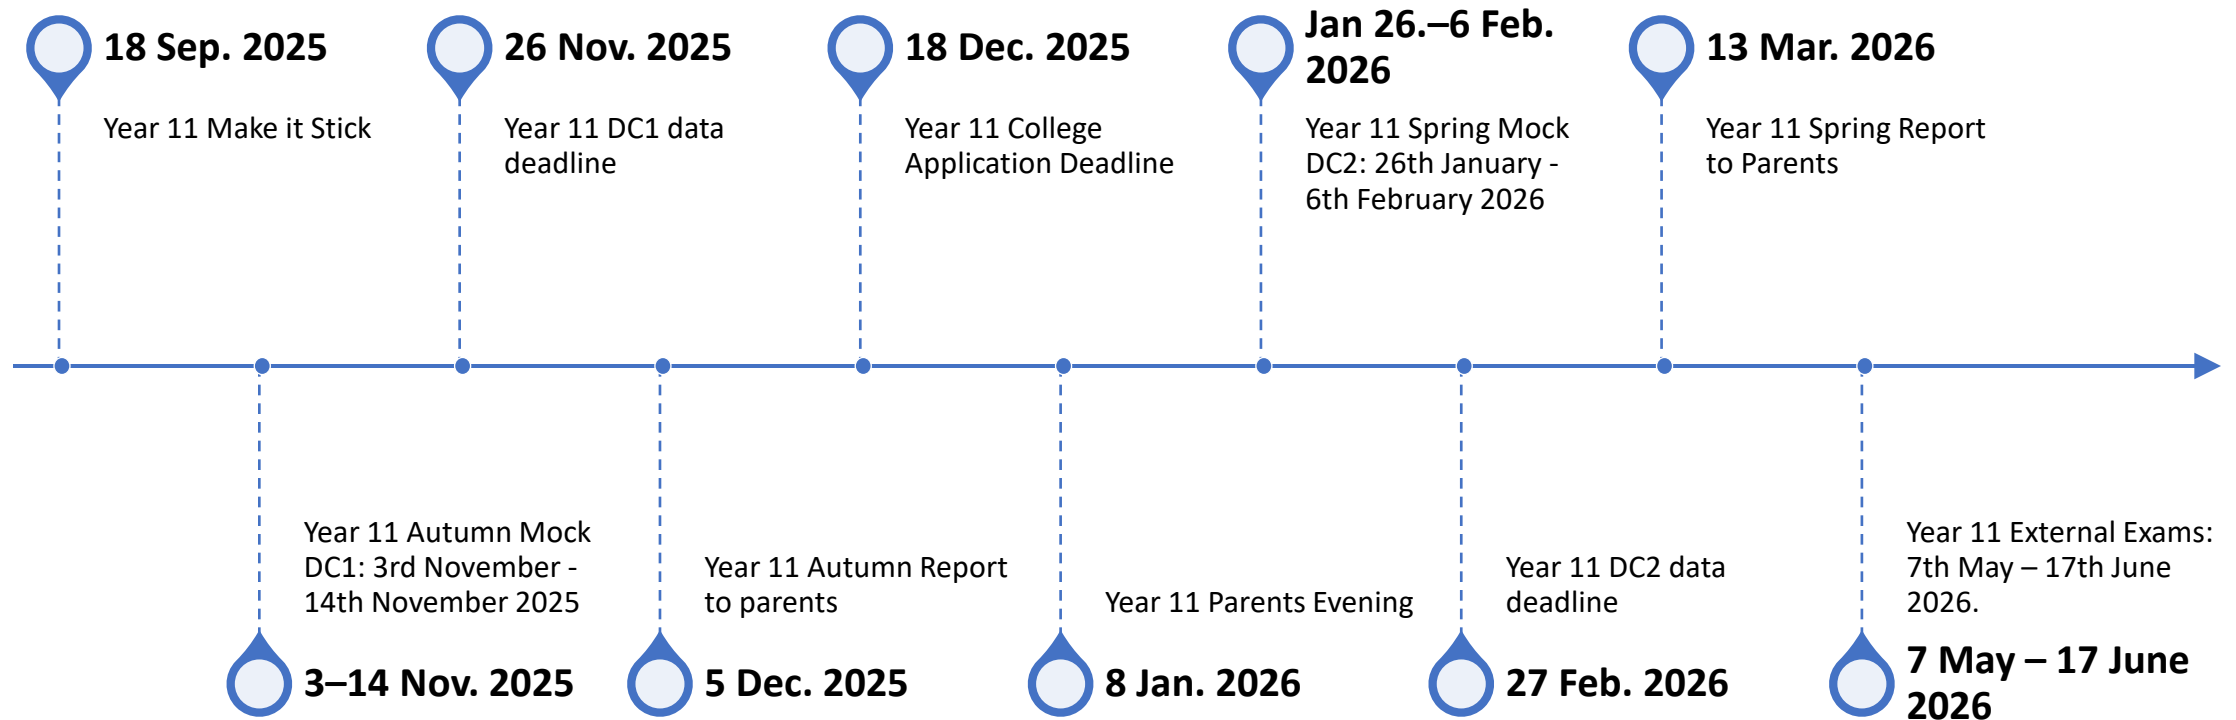 18 Sep. 2025
Year 11 Make it Stick
26 Nov. 2025
Year 11 DC1 data
deadline
18 Dec. 2025
Year 11 College
Application Deadline
Jan 26.–6 Feb.
2026
Year 11 Spring Mock
DC2: 26th January -
6th February 2026
13 Mar. 2026
Year 11 Spring Report
to Parents
Year 11 Autumn Mock
DC1: 3rd November -
14th November 2025
3–14 Nov. 2025
Year 11 Autumn Report
to parents
5 Dec. 2025
Year 11 Parents Evening
8 Jan. 2026
Year 11 DC2 data
deadline
27 Feb. 2026
Year 11 External Exams:
7th May – 17th June
2026.
7 May – 17 June
2026